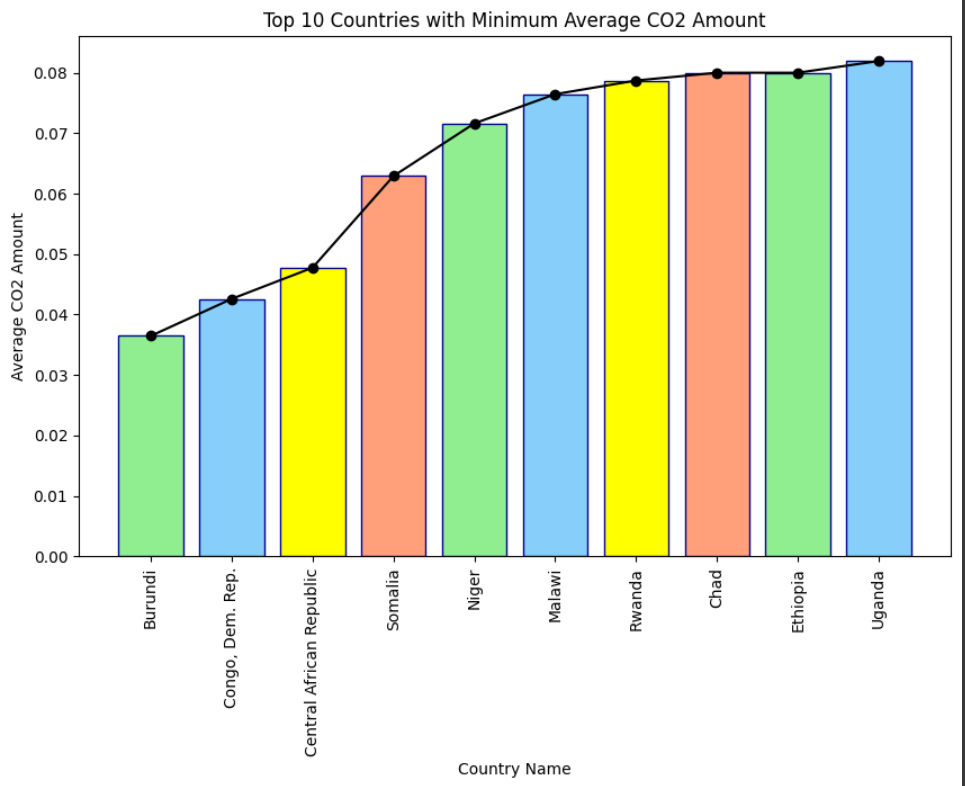 Top 10 Countries with Minimum Average CO2 Amount
Average CO2 Amount
0.08
0.07
0.06
0.05
0.04
0.03
0.02
0.01
0.00
Burundi
Congo, Dem. Rep.
Central African Republic
Somalia
Niger
Malawi
Rwanda
Chad
Ethiopia
Uganda
Country Name